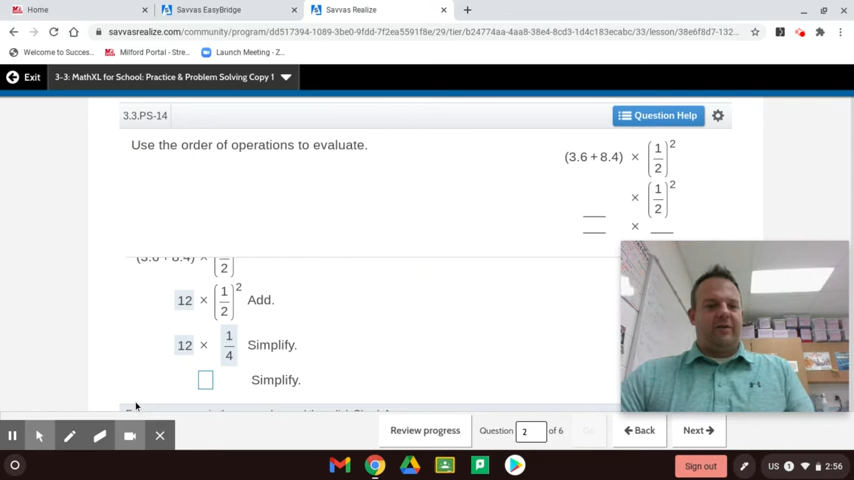 Home
Savvas EasyBridge
Savvas Realize
savvasrealize.com/community/program/dd517394-1089-3be0-9fdd-7f2ea5591f8e/29/tier/b24774aa-4aa8-38e4-8cd3-1d4c183ecabc/33/lesson/38e6f8d7-132...
Welcome to Succes...
Milford Portal - Stre...
Launch Meeting - Z...
Exit
3-3: MathXL for School: Practice & Problem Solving Copy 1
3.3.PS-14
Question Help
Use the order of operations to evaluate.
(3.6 + 8.4) × (1/2)²
× (1/2)²
__ × __
12 × (1/2)² Add.
12 × 1/4 Simplify.
Simplify.
Review progress
Question 2 of 6
Go
Back
Next
Sign out
US
1
2:56